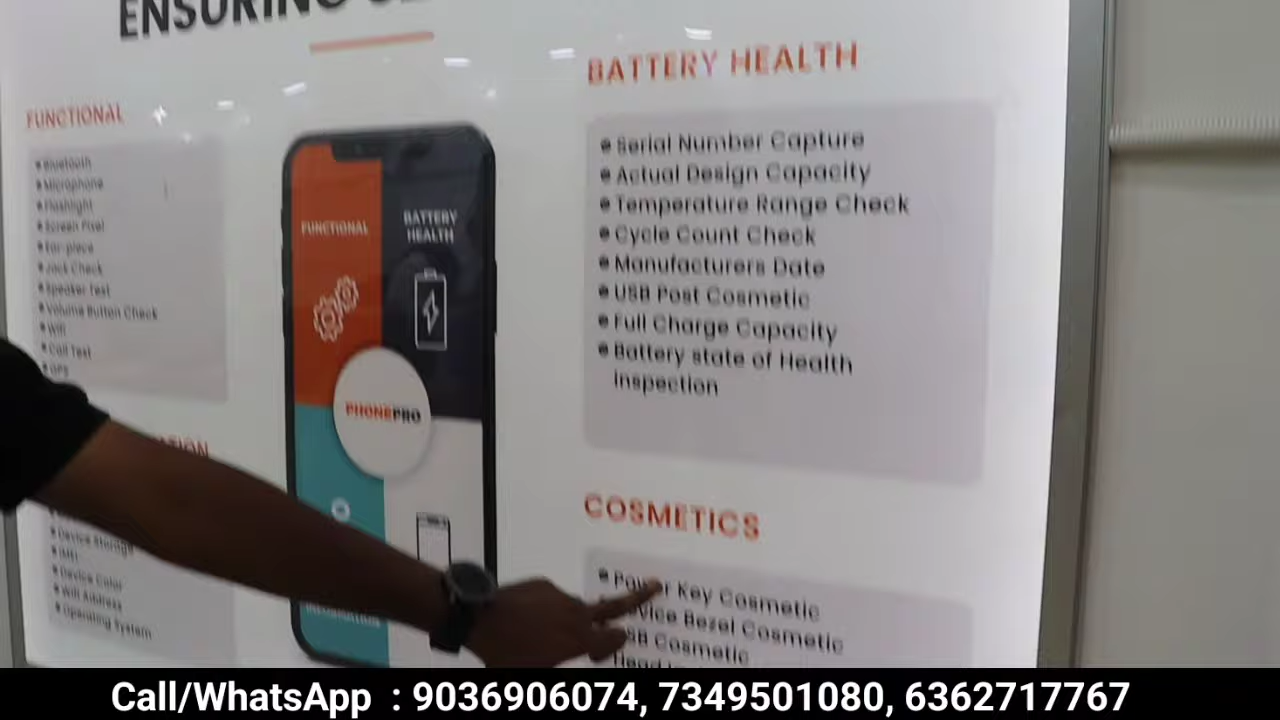 ENSURING
FUNCTIONAL
Bluetooth
Microphone
Flashlight
Screen Pixel
Ear-piece
Jack Check
Speaker Test
Volume Button Check
Wifi
Call Test
GPS
Device Storage
IMEI
Device Color
Wifi Address
Operating System
FUNCTIONAL
BATTERY
HEALTH
PHONEPRO
INFORMATION
BATTERY HEALTH
Serial Number Capture
Actual Design Capacity
Temperature Range Check
Cycle Count Check
Manufacturers Date
USB Post Cosmetic
Full Charge Capacity
Battery state of Health
Inspection
COSMETICS
Power Key Cosmetic
Device Bezel Cosmetic
USB Cosmetic
Call/WhatsApp : 9036906074, 7349501080, 6362717767